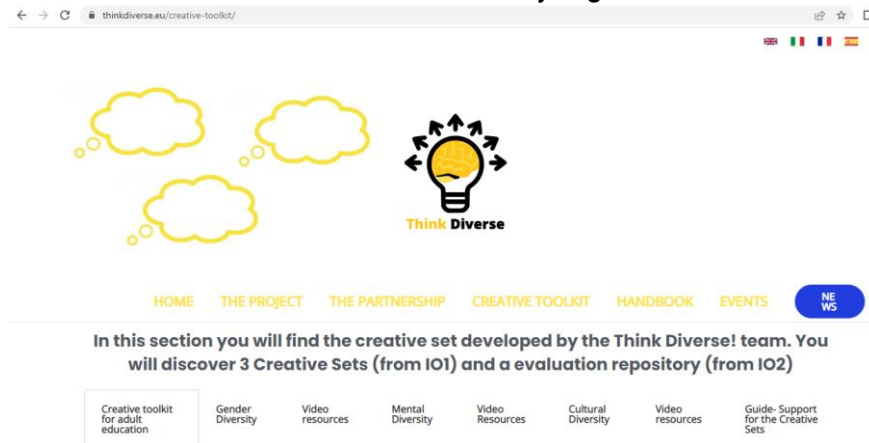 thinkdiverse.eu/creative-toolkit/
Think Diverse
HOME THE PROJECT THE PARTNERSHIP CREATIVE TOOLKIT HANDBOOK EVENTS NE
WS
In this section you will find the creative set developed by the Think Diverse! team. You
will discover 3 Creative Sets (from IO1) and a evaluation repository (from IO2)
Creative toolkit
for adult
education
Gender
Diversity
Video
resources
Mental
Diversity
Video
Resources
Cultural
Diversity
Video
resources
Guide- Support
for the Creative
Sets